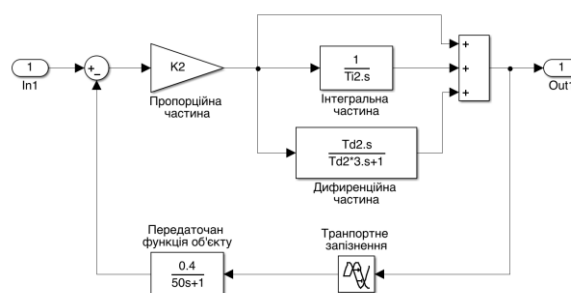 1
In1
+
−
K2
Пропорційна
частина
1
Ti2.s
Інтегральна
частина
Td2.s
Td2*3.s+1
Дифиренційна
частина
+
+
+
1
Out1
Передаточан
функція об'єкту
0.4
50s+1
Транпортне
запізнення